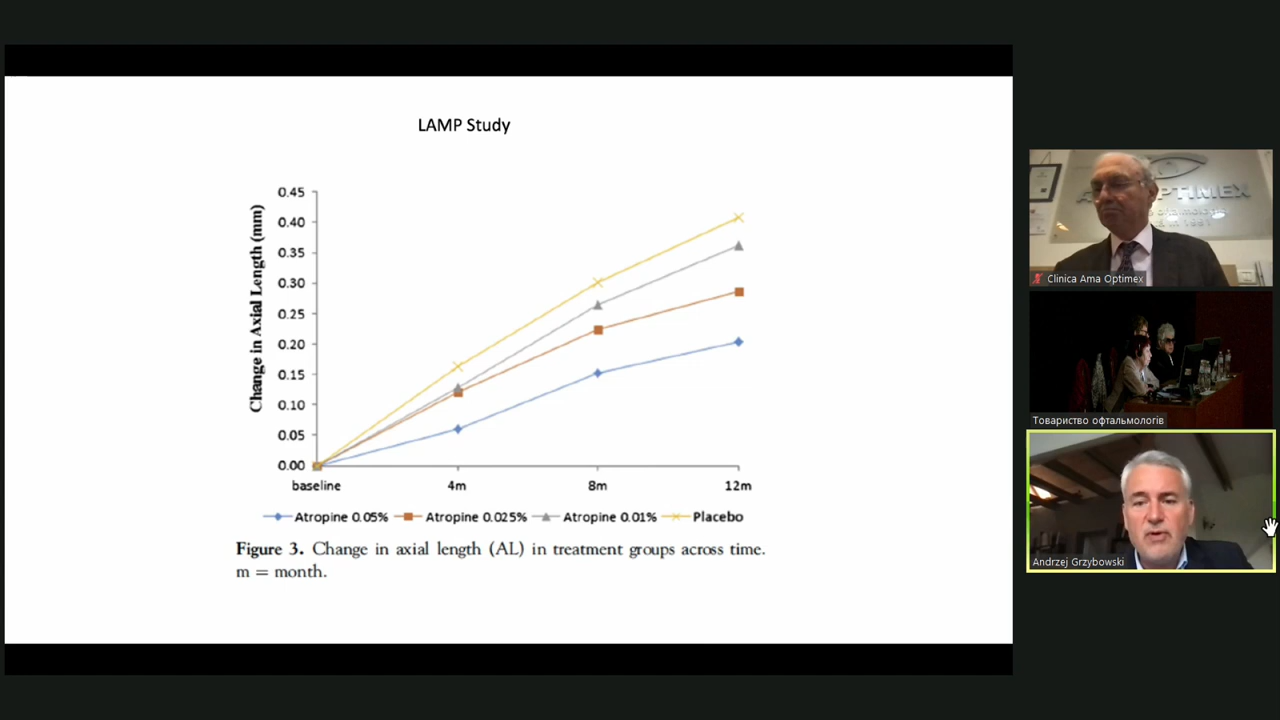 LAMP Study
Change in Axial Length (mm)
0.45
0.40
0.35
0.30
0.25
0.20
0.15
0.10
0.05
0.00
baseline 4m 8m 12m
Atropine 0.05% Atropine 0.025% Atropine 0.01% Placebo
Figure 3. Change in axial length (AL) in treatment groups across time.
m = month.
OPTIMEX
Clinica Ama Optimex
Товариство офтальмологів
Andrzej Grzybowski